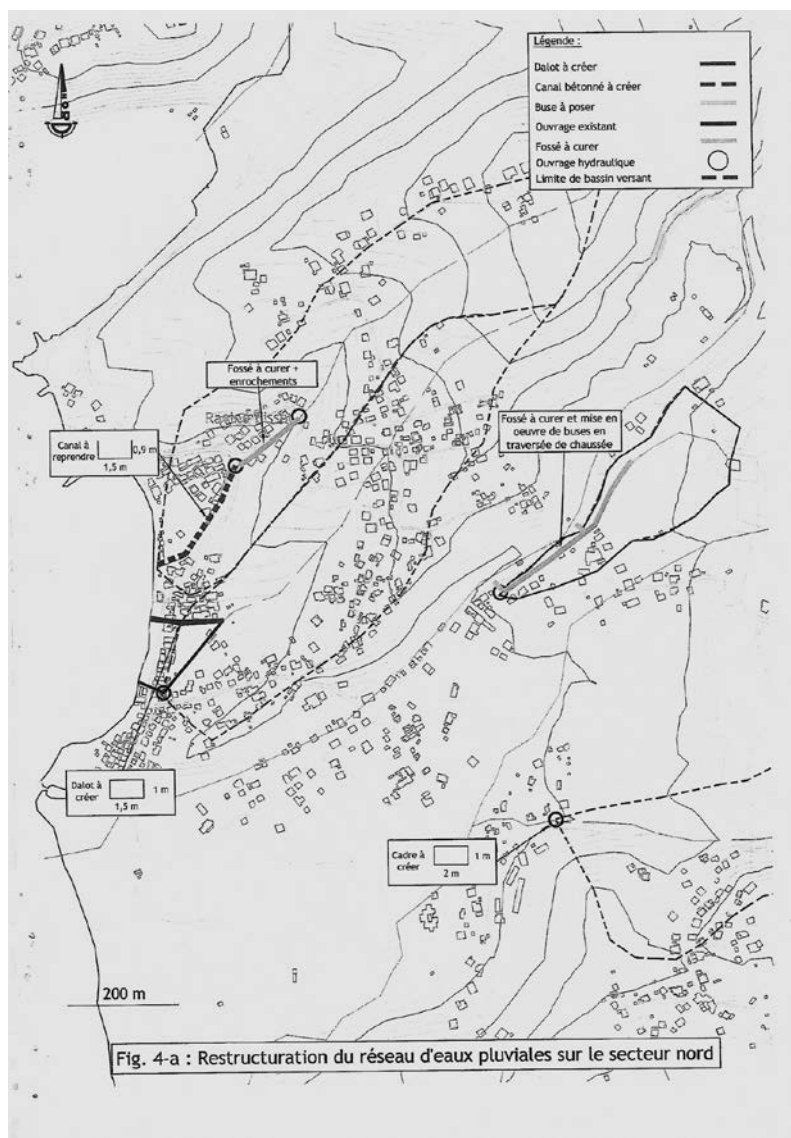 Légende :
Dalot à créer
Canal bétonné à créer
Buse à poser
Ouvrage existant
Fossé à curer
Ouvrage hydraulique
Limite de bassin versant
NORD
Fossé à curer +
enrochements
Canal à
reprendre
0,9 m
1,5 m
Fossé à curer et mise en
oeuvre de buses en
traversée de chaussée
Dalot à
créer
1 m
1,5 m
Cadre à
créer
1 m
2 m
200 m
Fig. 4-a : Restructuration du réseau d'eaux pluviales sur le secteur nord